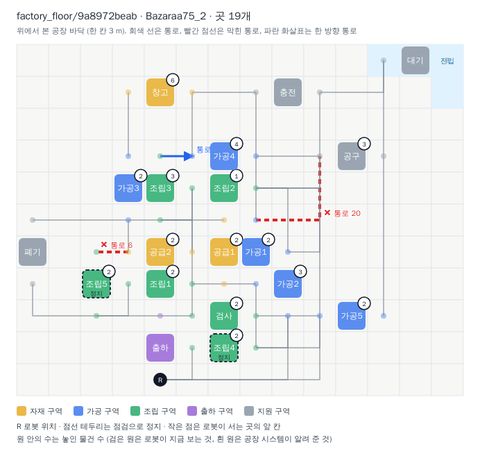 factory_floor/9a8972beab · Bazaraa75_2 · 곳 19개
위에서 본 공장 바닥 (한 칸 3 m). 회색 선은 통로, 빨간 점선은 막힌 통로, 파란 화살표는 한 방향 통로
대기
전립
창고 6
충전
통로
가공4 4
공구 3
가공3 2
조립3 3
조립2 1
✖ 통로 20
✖ 통로 6
폐기
공급2 2
공급1 2
가공1 2
조립5 2
정지
조립1 2
가공2 3
검사 2
가공5 2
출하
조립4 2
정지
R
자재 구역
가공 구역
조립 구역
출하 구역
지원 구역
R 로봇 위치 · 점선 테두리는 점검으로 정지 · 작은 점은 로봇이 서는 곳의 앞 칸
원 안의 수는 놓인 물건 수 (검은 원은 로봇이 지금 보는 것, 흰 원은 공장 시스템이 알려 준 것)